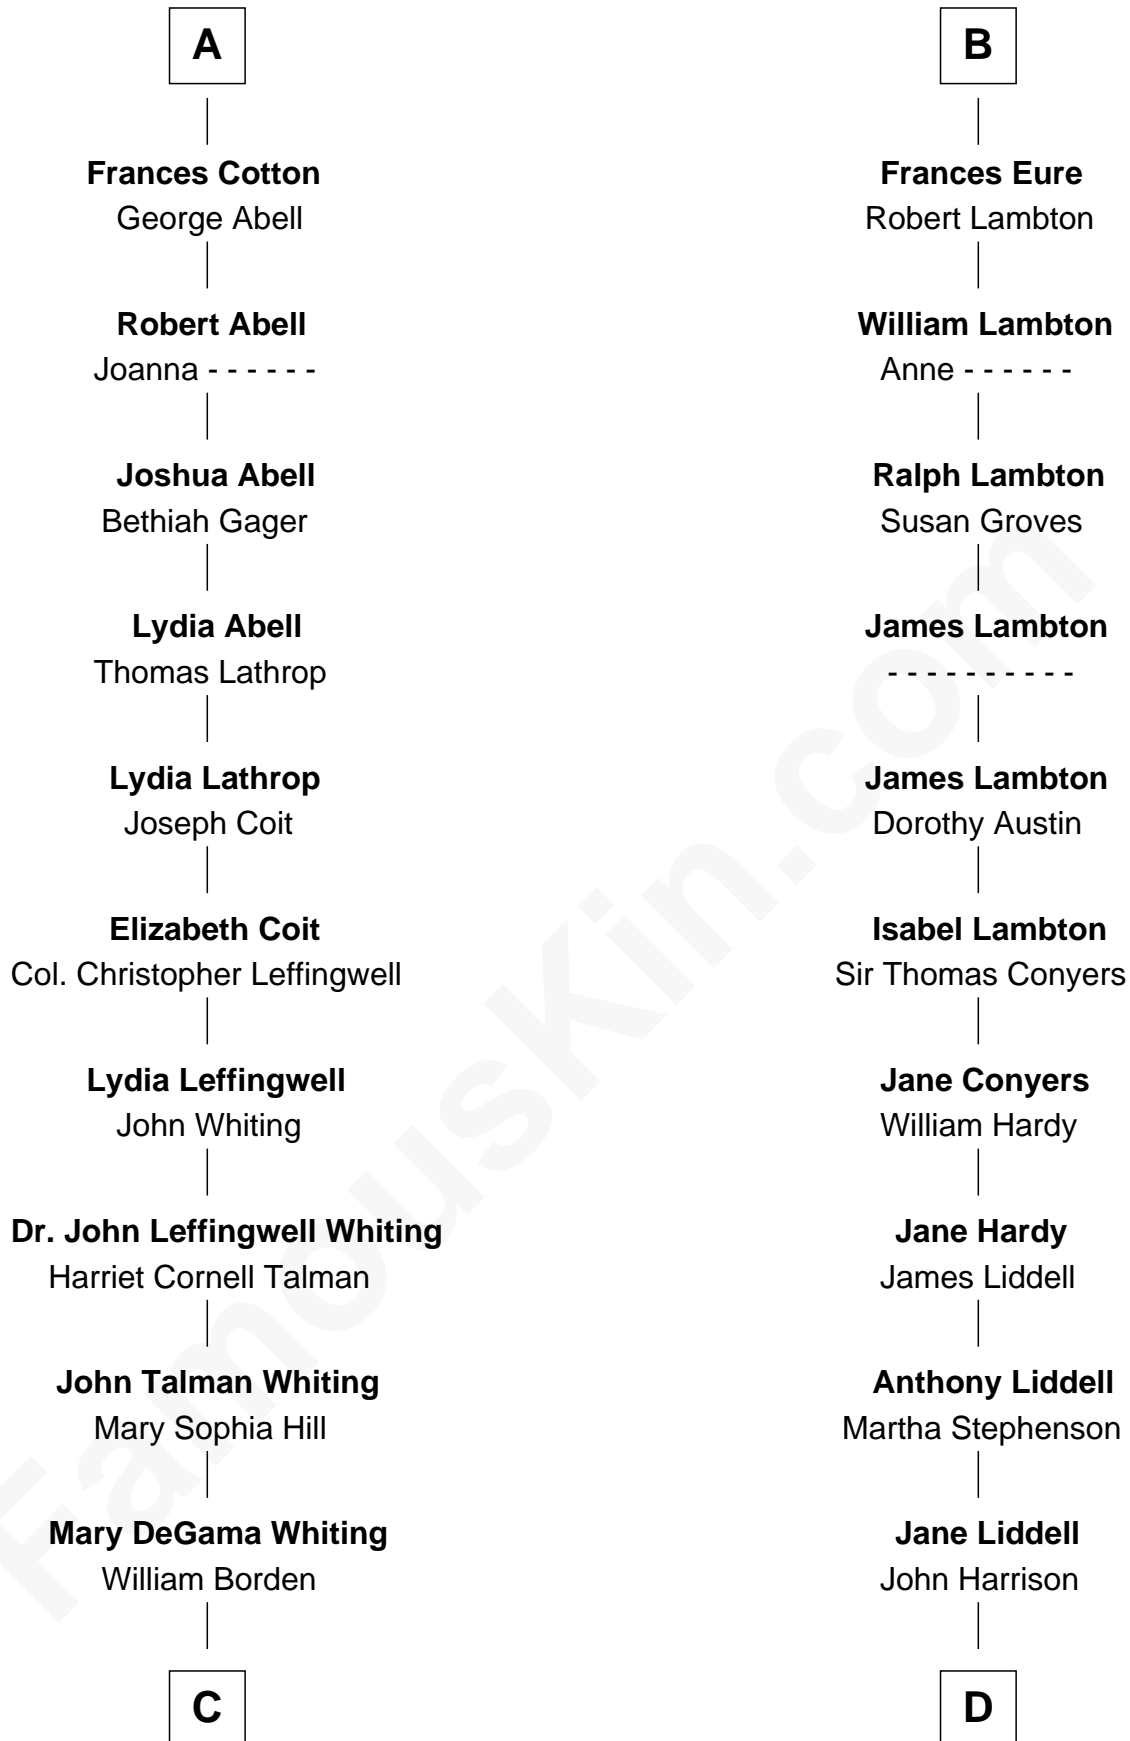 A
Frances Cotton
George Abell
Robert Abell
Joanna - - - - - -
Joshua Abell
Bethiah Gager
Lydia Abell
Thomas Lathrop
Lydia Lathrop
Joseph Coit
Elizabeth Coit
Col. Christopher Leffingwell
Lydia Leffingwell
John Whiting
Dr. John Leffingwell Whiting
Harriet Cornell Talman
John Talman Whiting
Mary Sophia Hill
Mary DeGama Whiting
William Borden
C
B
Frances Eure
Robert Lambton
William Lambton
Anne - - - - - -
Ralph Lambton
Susan Groves
James Lambton
- - - - - - - - - -
James Lambton
Dorothy Austin
Isabel Lambton
Sir Thomas Conyers
Jane Conyers
William Hardy
Jane Hardy
James Liddell
Anthony Liddell
Martha Stephenson
Jane Liddell
John Harrison
D
FamousKin.com